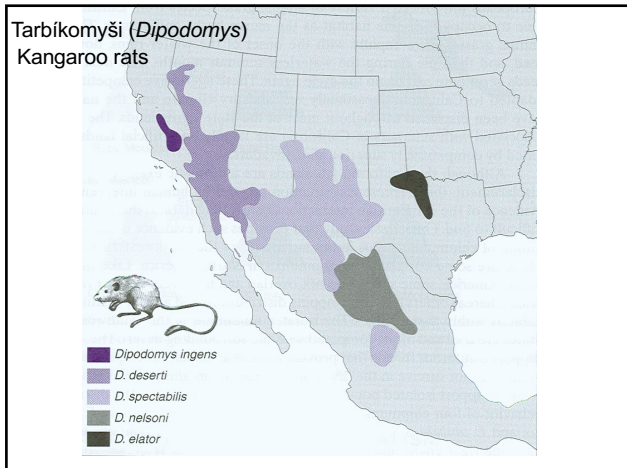 Tarbíkomyši (Dipodomys)
Kangaroo rats
Dipodomys ingens
D. deserti
D. spectabilis
D. nelsoni
D. elator